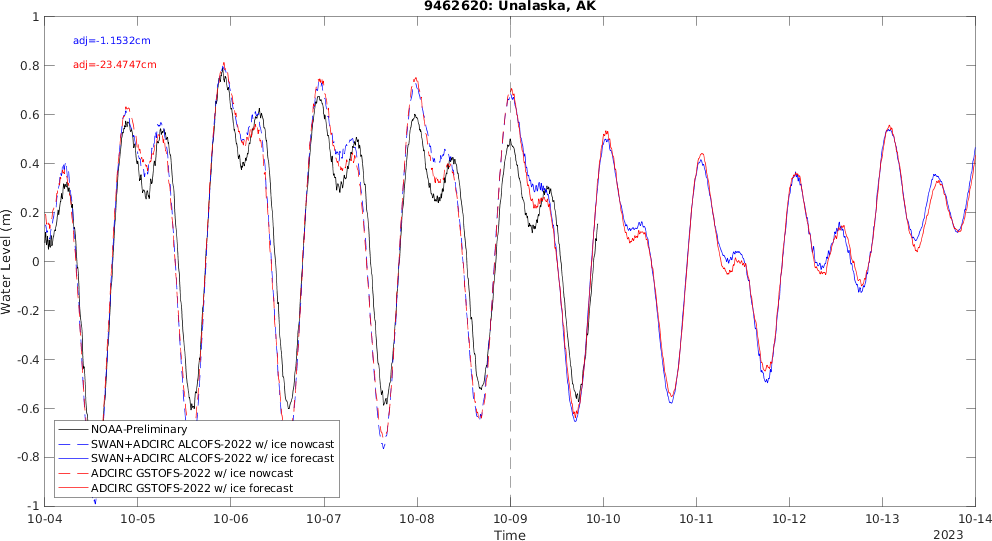 9462620: Unalaska, AK
adj=-1.1532cm
adj=-23.4747cm
Water Level (m)
1
0.8
0.6
0.4
0.2
0
-0.2
-0.4
-0.6
-0.8
-1
NOAA-Preliminary
SWAN+ADCIRC ALCOFS-2022 w/ ice nowcast
SWAN+ADCIRC ALCOFS-2022 w/ ice forecast
ADCIRC GSTOFS-2022 w/ ice nowcast
ADCIRC GSTOFS-2022 w/ ice forecast
10-04 10-05 10-06 10-07 10-08 10-09 10-10 10-11 10-12 10-13 10-14
Time
2023